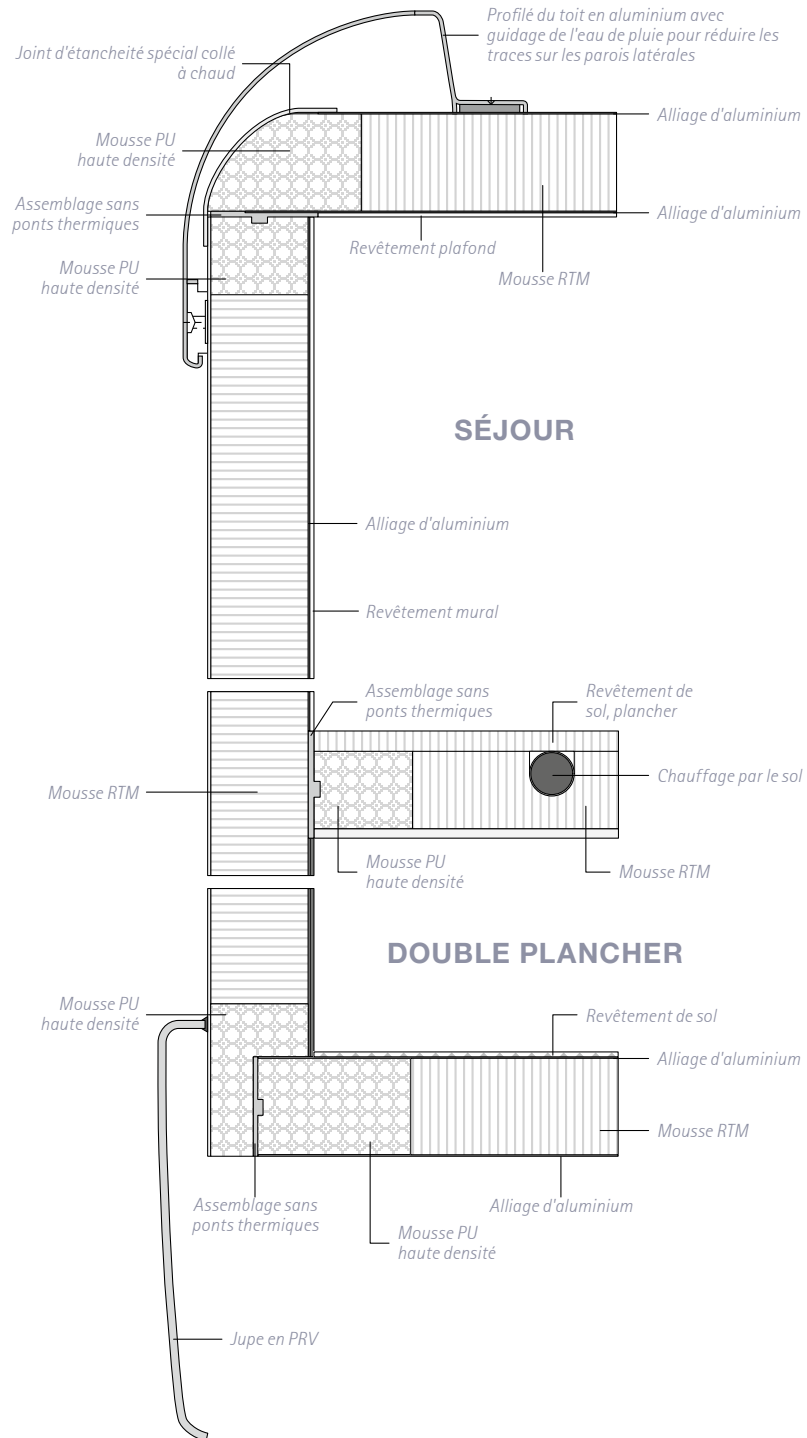 Profilé du toit en aluminium avec
guidage de l'eau de pluie pour réduire les
traces sur les parois latérales
Joint d'étancheité spécial collé
à chaud
Alliage d'aluminium
Mousse PU
haute densité
Assemblage sans
ponts thermiques
Alliage d'aluminium
Revêtement plafond
Mousse PU
haute densité
Mousse RTM
SÉJOUR
Alliage d'aluminium
Revêtement mural
Assemblage sans
ponts thermiques
Revêtement de
sol, plancher
Chauffage par le sol
Mousse RTM
Mousse PU
haute densité
Mousse RTM
DOUBLE PLANCHER
Mousse PU
haute densité
Revêtement de sol
Alliage d'aluminium
Mousse RTM
Assemblage sans
ponts thermiques
Alliage d'aluminium
Mousse PU
haute densité
Jupe en PRV